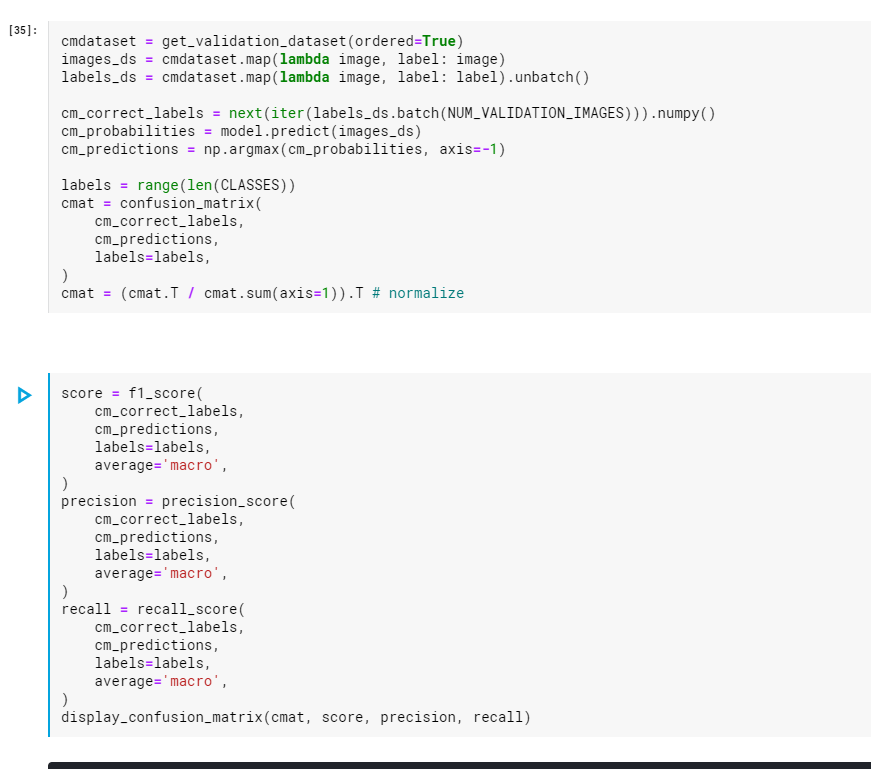 [35]:
cmdataset = get_validation_dataset(ordered=True)
images_ds = cmdataset.map(lambda image, label: image)
labels_ds = cmdataset.map(lambda image, label: label).unbatch()

cm_correct_labels = next(iter(labels_ds.batch(NUM_VALIDATION_IMAGES))).numpy()
cm_probabilities = model.predict(images_ds)
cm_predictions = np.argmax(cm_probabilities, axis=-1)

labels = range(len(CLASSES))
cmat = confusion_matrix(
    cm_correct_labels,
    cm_predictions,
    labels=labels,
)
cmat = (cmat.T / cmat.sum(axis=1)).T # normalize

score = f1_score(
    cm_correct_labels,
    cm_predictions,
    labels=labels,
    average='macro',
)
precision = precision_score(
    cm_correct_labels,
    cm_predictions,
    labels=labels,
    average='macro',
)
recall = recall_score(
    cm_correct_labels,
    cm_predictions,
    labels=labels,
    average='macro',
)
display_confusion_matrix(cmat, score, precision, recall)